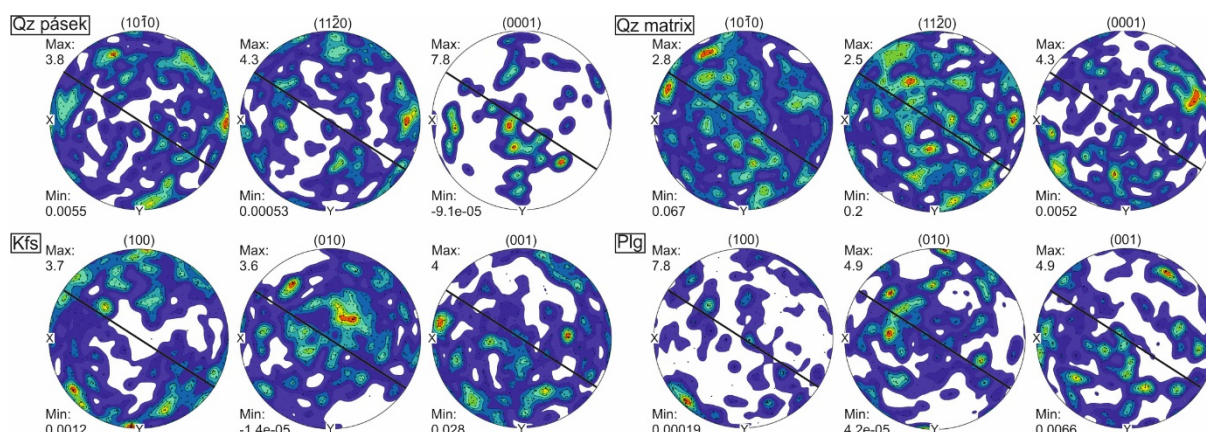 Qz pásek
(101̄0)
(112̄0)
(0001)
Max:
3.8
Max:
4.3
Max:
7.8
X
Y
X
Y
X
Y
Min:
0.0055
Min:
0.00053
Min:
-9.1e-05
Qz matrix
(101̄0)
(112̄0)
(0001)
Max:
2.8
Max:
2.5
Max:
4.3
X
Y
X
Y
X
Y
Min:
0.067
Min:
0.2
Min:
0.0052
Kfs
(100)
(010)
(001)
Max:
3.7
Max:
3.6
Max:
4
X
Y
X
Y
X
Y
Min:
0.0012
Min:
-1.4e-05
Min:
0.028
Plg
(100)
(010)
(001)
Max:
7.8
Max:
4.9
Max:
4.9
X
Y
X
Y
X
Y
Min:
0.00019
Min:
4.2e-05
Min:
0.0066